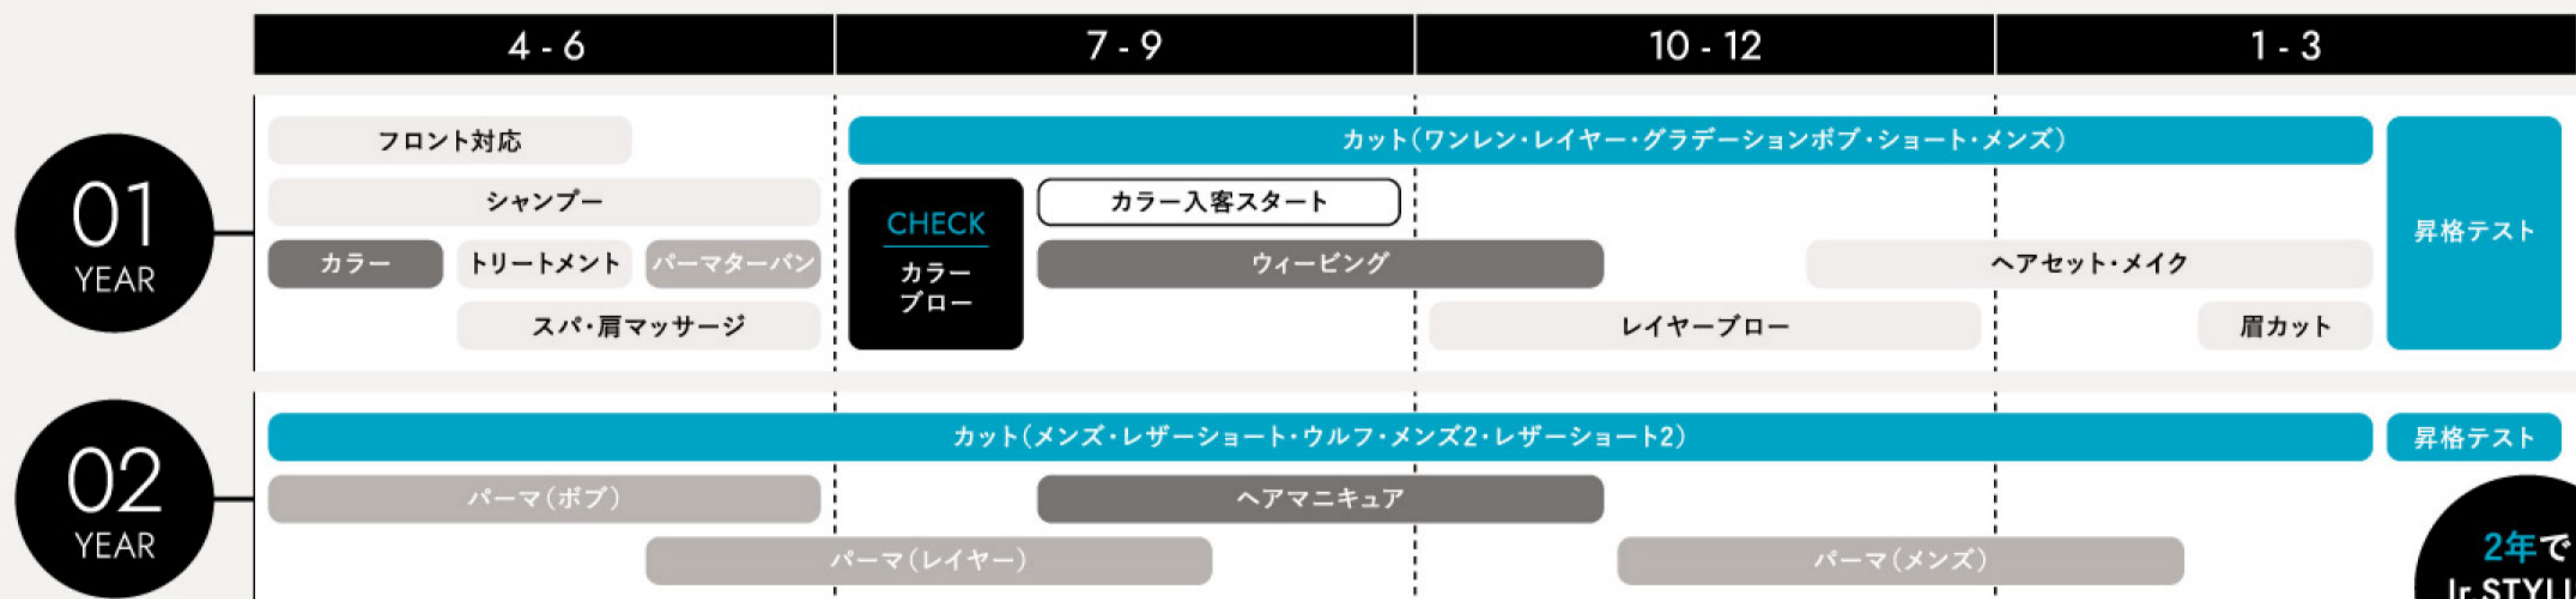 4 - 6
7 - 9
10 - 12
1 - 3
01
YEAR
フロント対応
カット（ワンレン・レイヤー・グラデーションボブ・ショート・メンズ）
昇格テスト
シャンプー
CHECK
カラー
ブロー
カラー入客スタート
カラー
トリートメント
パーマターバン
ウィービング
ヘアセット・メイク
スパ・肩マッサージ
レイヤーブロー
眉カット
02
YEAR
カット（メンズ・レザーショート・ウルフ・メンズ2・レザーショート2）
昇格テスト
パーマ（ボブ）
ヘアマニキュア
パーマ（レイヤー）
パーマ（メンズ）
2年で
Jr.